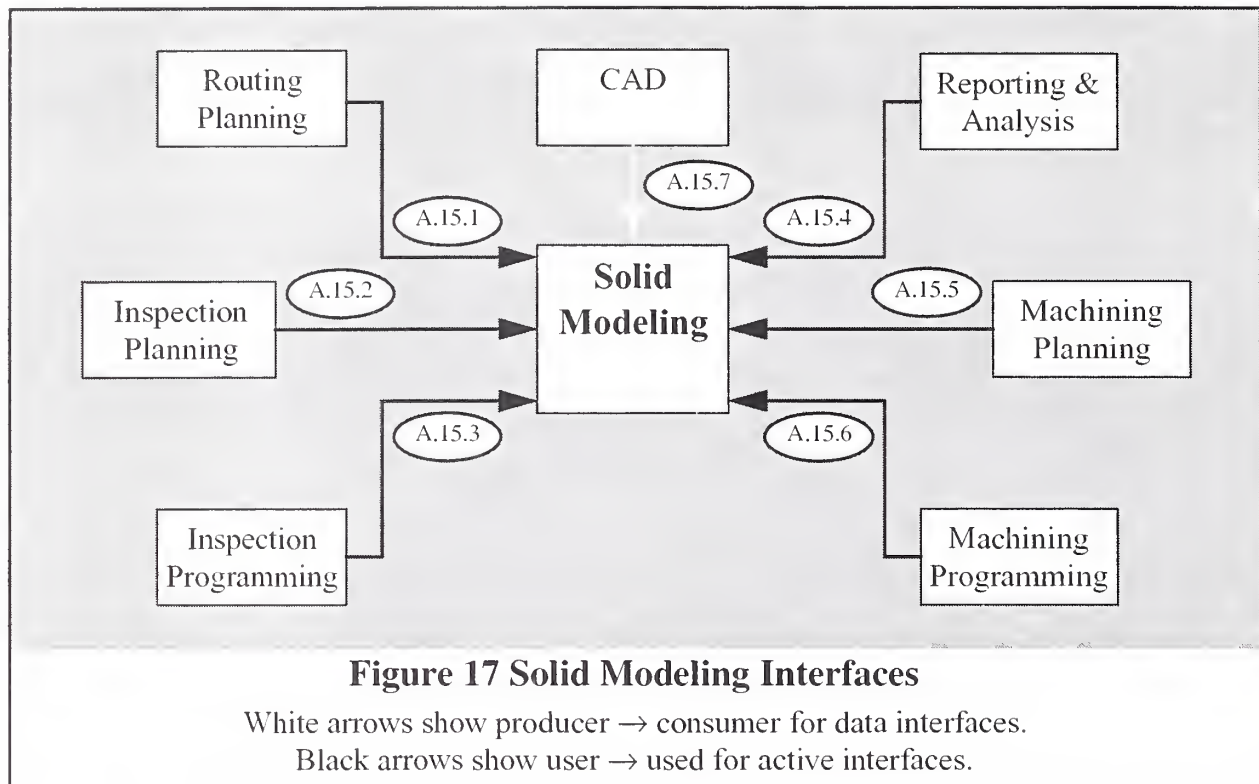 Routing
Planning
CAD
Reporting &
Analysis
A.15.7
A.15.1
A.15.4
Solid
Modeling
A.15.2
A.15.5
Inspection
Planning
Machining
Planning
A.15.3
A.15.6
Inspection
Programming
Machining
Programming
Figure 17 Solid Modeling Interfaces
White arrows show producer → consumer for data interfaces.
Black arrows show user → used for active interfaces.